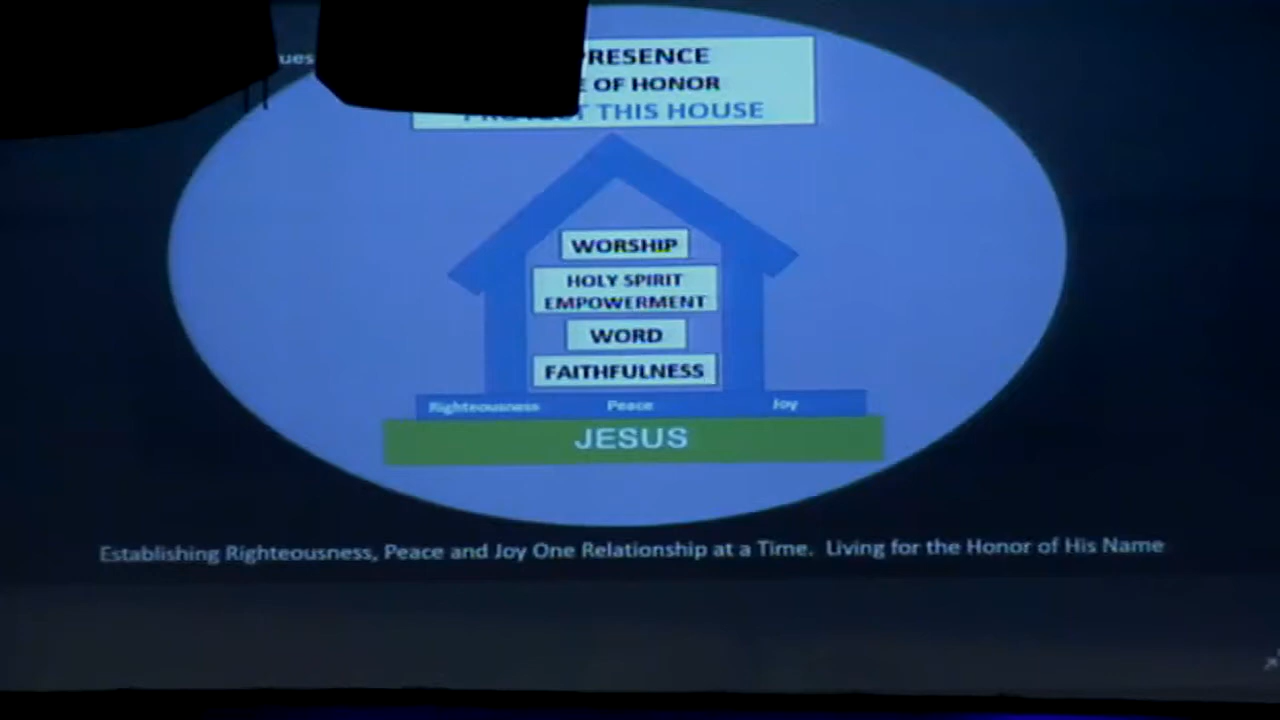 OF HONOR
THIS HOUSE
WORSHIP
HOLY SPIRIT
EMPOWERMENT
WORD
FAITHFULNESS
Righteousness Peace Joy
JESUS
Establishing Righteousness, Peace and Joy One Relationship at a Time. Living for the Honor of His Name